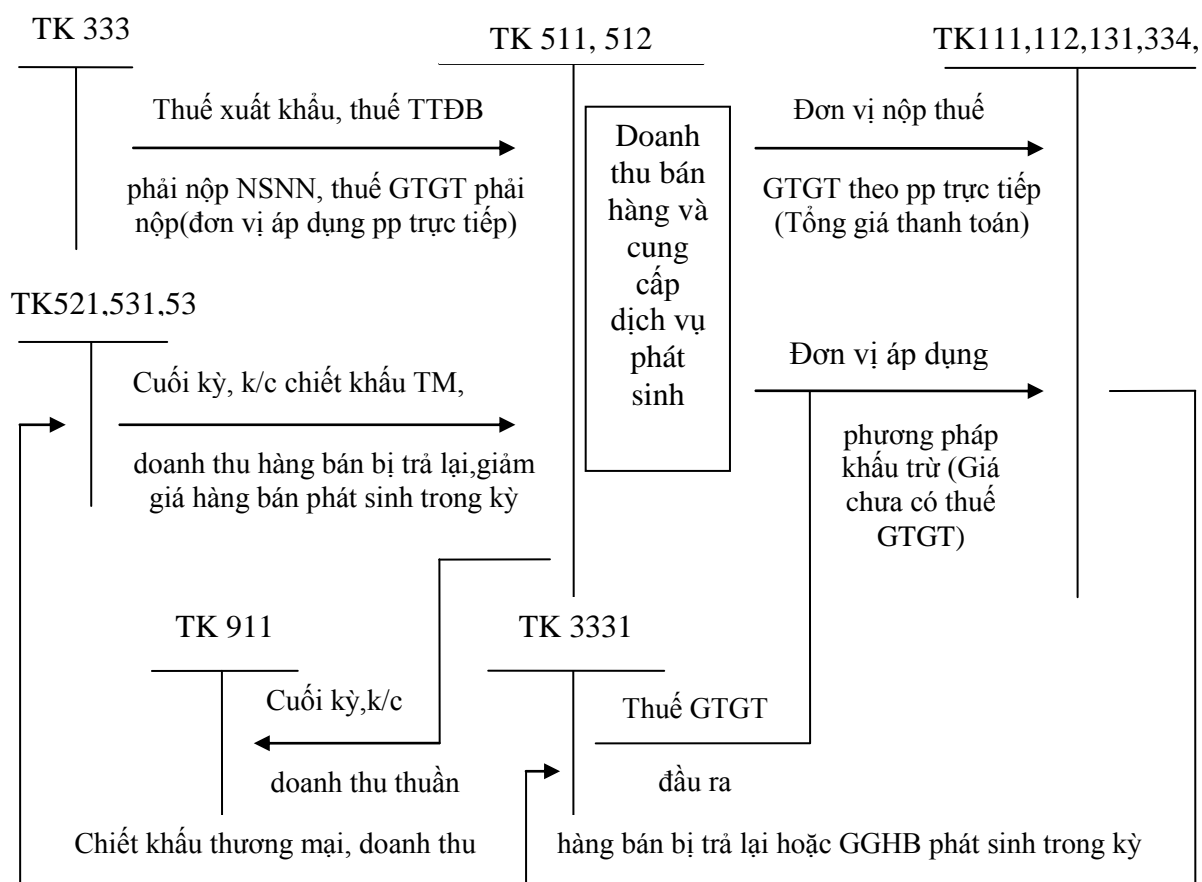 TK 333
TK 511, 512
TK111,112,131,334,
Thuế xuất khẩu, thuế TTĐB
phải nộp NSNN, thuế GTGT phải
nộp(đơn vị áp dụng pp trực tiếp)
Doanh
thu bán
hàng và
cung
cấp
dịch vụ
phát
sinh
Đơn vị nộp thuế
GTGT theo pp trực tiếp
(Tổng giá thanh toán)
TK521,531,53
Cuối kỳ, k/c chiết khấu TM,
doanh thu hàng bán bị trả lại,giảm
giá hàng bán phát sinh trong kỳ
Đơn vị áp dụng
phương pháp
khấu trừ (Giá
chưa có thuế
GTGT)
TK 911
TK 3331
Cuối kỳ,k/c
doanh thu thuần
Thuế GTGT
đầu ra
Chiết khấu thương mại, doanh thu
hàng bán bị trả lại hoặc GGHB phát sinh trong kỳ